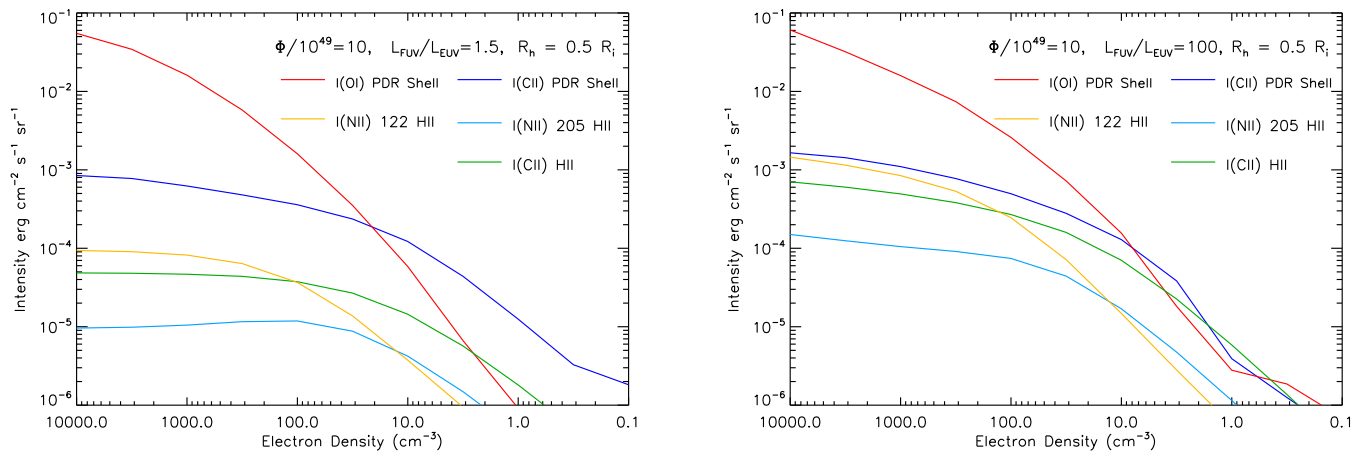 Φ/10⁴⁹=10, L_FUV/L_EUV=1.5, R_h = 0.5 R_i
I(OI) PDR Shell
I(CII) PDR Shell
I(NII) 122 HII
I(NII) 205 HII
I(CII) HII
Intensity erg cm⁻² s⁻¹ sr⁻¹
10⁻¹
10⁻²
10⁻³
10⁻⁴
10⁻⁵
10⁻⁶
10000.0 1000.0 100.0 10.0 1.0 0.1
Electron Density (cm⁻³)
Φ/10⁴⁹=10, L_FUV/L_EUV=100, R_h = 0.5 R_i
I(OI) PDR Shell
I(CII) PDR Shell
I(NII) 122 HII
I(NII) 205 HII
I(CII) HII
Intensity erg cm⁻² s⁻¹ sr⁻¹
10⁻¹
10⁻²
10⁻³
10⁻⁴
10⁻⁵
10⁻⁶
10000.0 1000.0 100.0 10.0 1.0 0.1
Electron Density (cm⁻³)